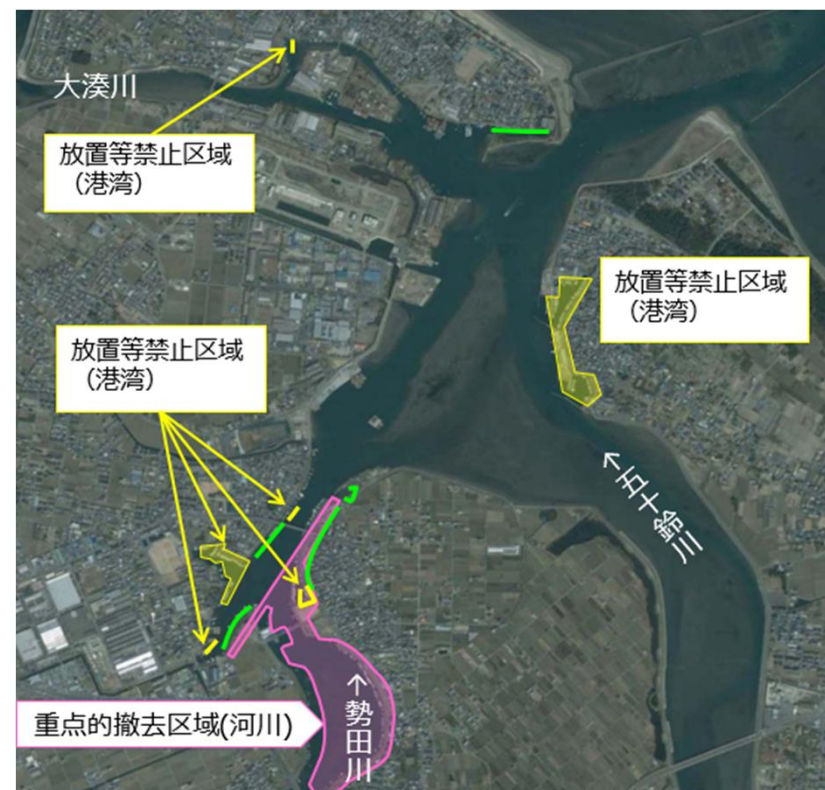 大湊川
放置等禁止区域
（港湾）
放置等禁止区域
（港湾）
放置等禁止区域
（港湾）
↑五十鈴川
重点的撤去区域(河川)
↑勢田川